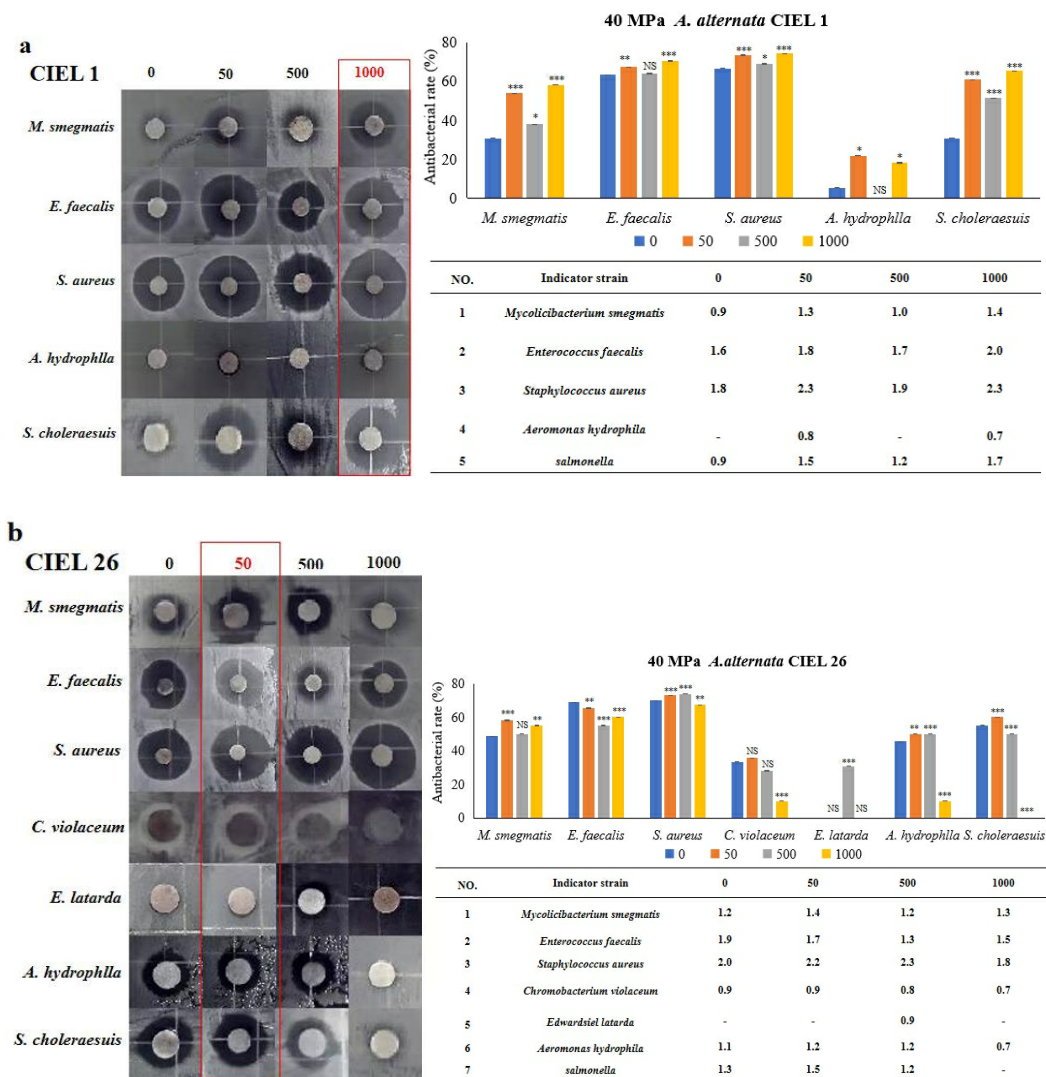 a
CIEL 1
0 50 500 1000
M. smegmatis
E. faecalis
S. aureus
A. hydrophlla
S. choleraesuis
40 MPa A. alternata CIEL 1
Antibacterial rate (%)
80
60
40
20
0
*** * ***
** NS ***
*** * ***
* NS *
*** *** ***
M. smegmatis E. faecalis S. aureus A. hydrophlla S. choleraesuis
0 50 500 1000
NO. Indicator strain 0 50 500 1000
1 Mycolicibacterium smegmatis 0.9 1.3 1.0 1.4
2 Enterococcus faecalis 1.6 1.8 1.7 2.0
3 Staphylococcus aureus 1.8 2.3 1.9 2.3
4 Aeromonas hydrophila - 0.8 - 0.7
5 salmonella 0.9 1.5 1.2 1.7
b
CIEL 26
0 50 500 1000
M. smegmatis
E. faecalis
S. aureus
C. violaceum
E. latarda
A. hydrophlla
S. choleraesuis
40 MPa A.alternata CIEL 26
Antibacterial rate (%)
80
60
40
20
0
*** NS **
** *** ***
*** *** **
NS NS ***
NS *** NS
** *** ***
*** *** ***
M. smegmatis E. faecalis S. aureus C. violaceum E. latarda A. hydrophlla S. choleraesuis
0 50 500 1000
NO. Indicator strain 0 50 500 1000
1 Mycolicibacterium smegmatis 1.2 1.4 1.2 1.3
2 Enterococcus faecalis 1.9 1.7 1.3 1.5
3 Staphylococcus aureus 2.0 2.2 2.3 1.8
4 Chromobacterium violaceum 0.9 0.9 0.8 0.7
5 Edwardsiel latarda - - 0.9 -
6 Aeromonas hydrophila 1.1 1.2 1.2 0.7
7 salmonella 1.3 1.5 1.2 -